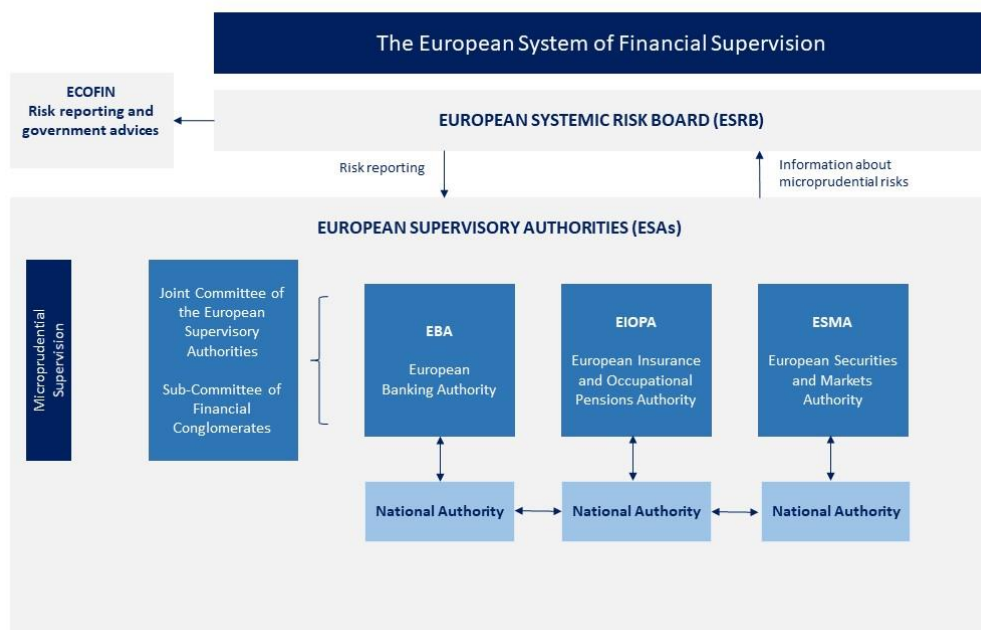 The European System of Financial Supervision
ECOFIN
Risk reporting and
government advices
EUROPEAN SYSTEMIC RISK BOARD (ESRB)
Risk reporting
Information about
microprudential risks
EUROPEAN SUPERVISORY AUTHORITIES (ESAs)
Microprudential
Supervision
Joint Committee of
the European
Supervisory
Authorities
Sub-Committee of
Financial
Conglomerates
EBA
European
Banking Authority
EIOPA
European Insurance
and Occupational
Pensions Authority
ESMA
European Securities
and Markets
Authority
National Authority
National Authority
National Authority